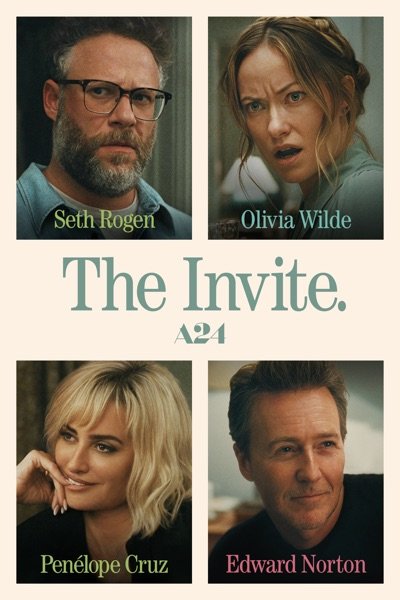 Seth Rogen
Olivia Wilde
The Invite.
A24
Penélope Cruz
Edward Norton